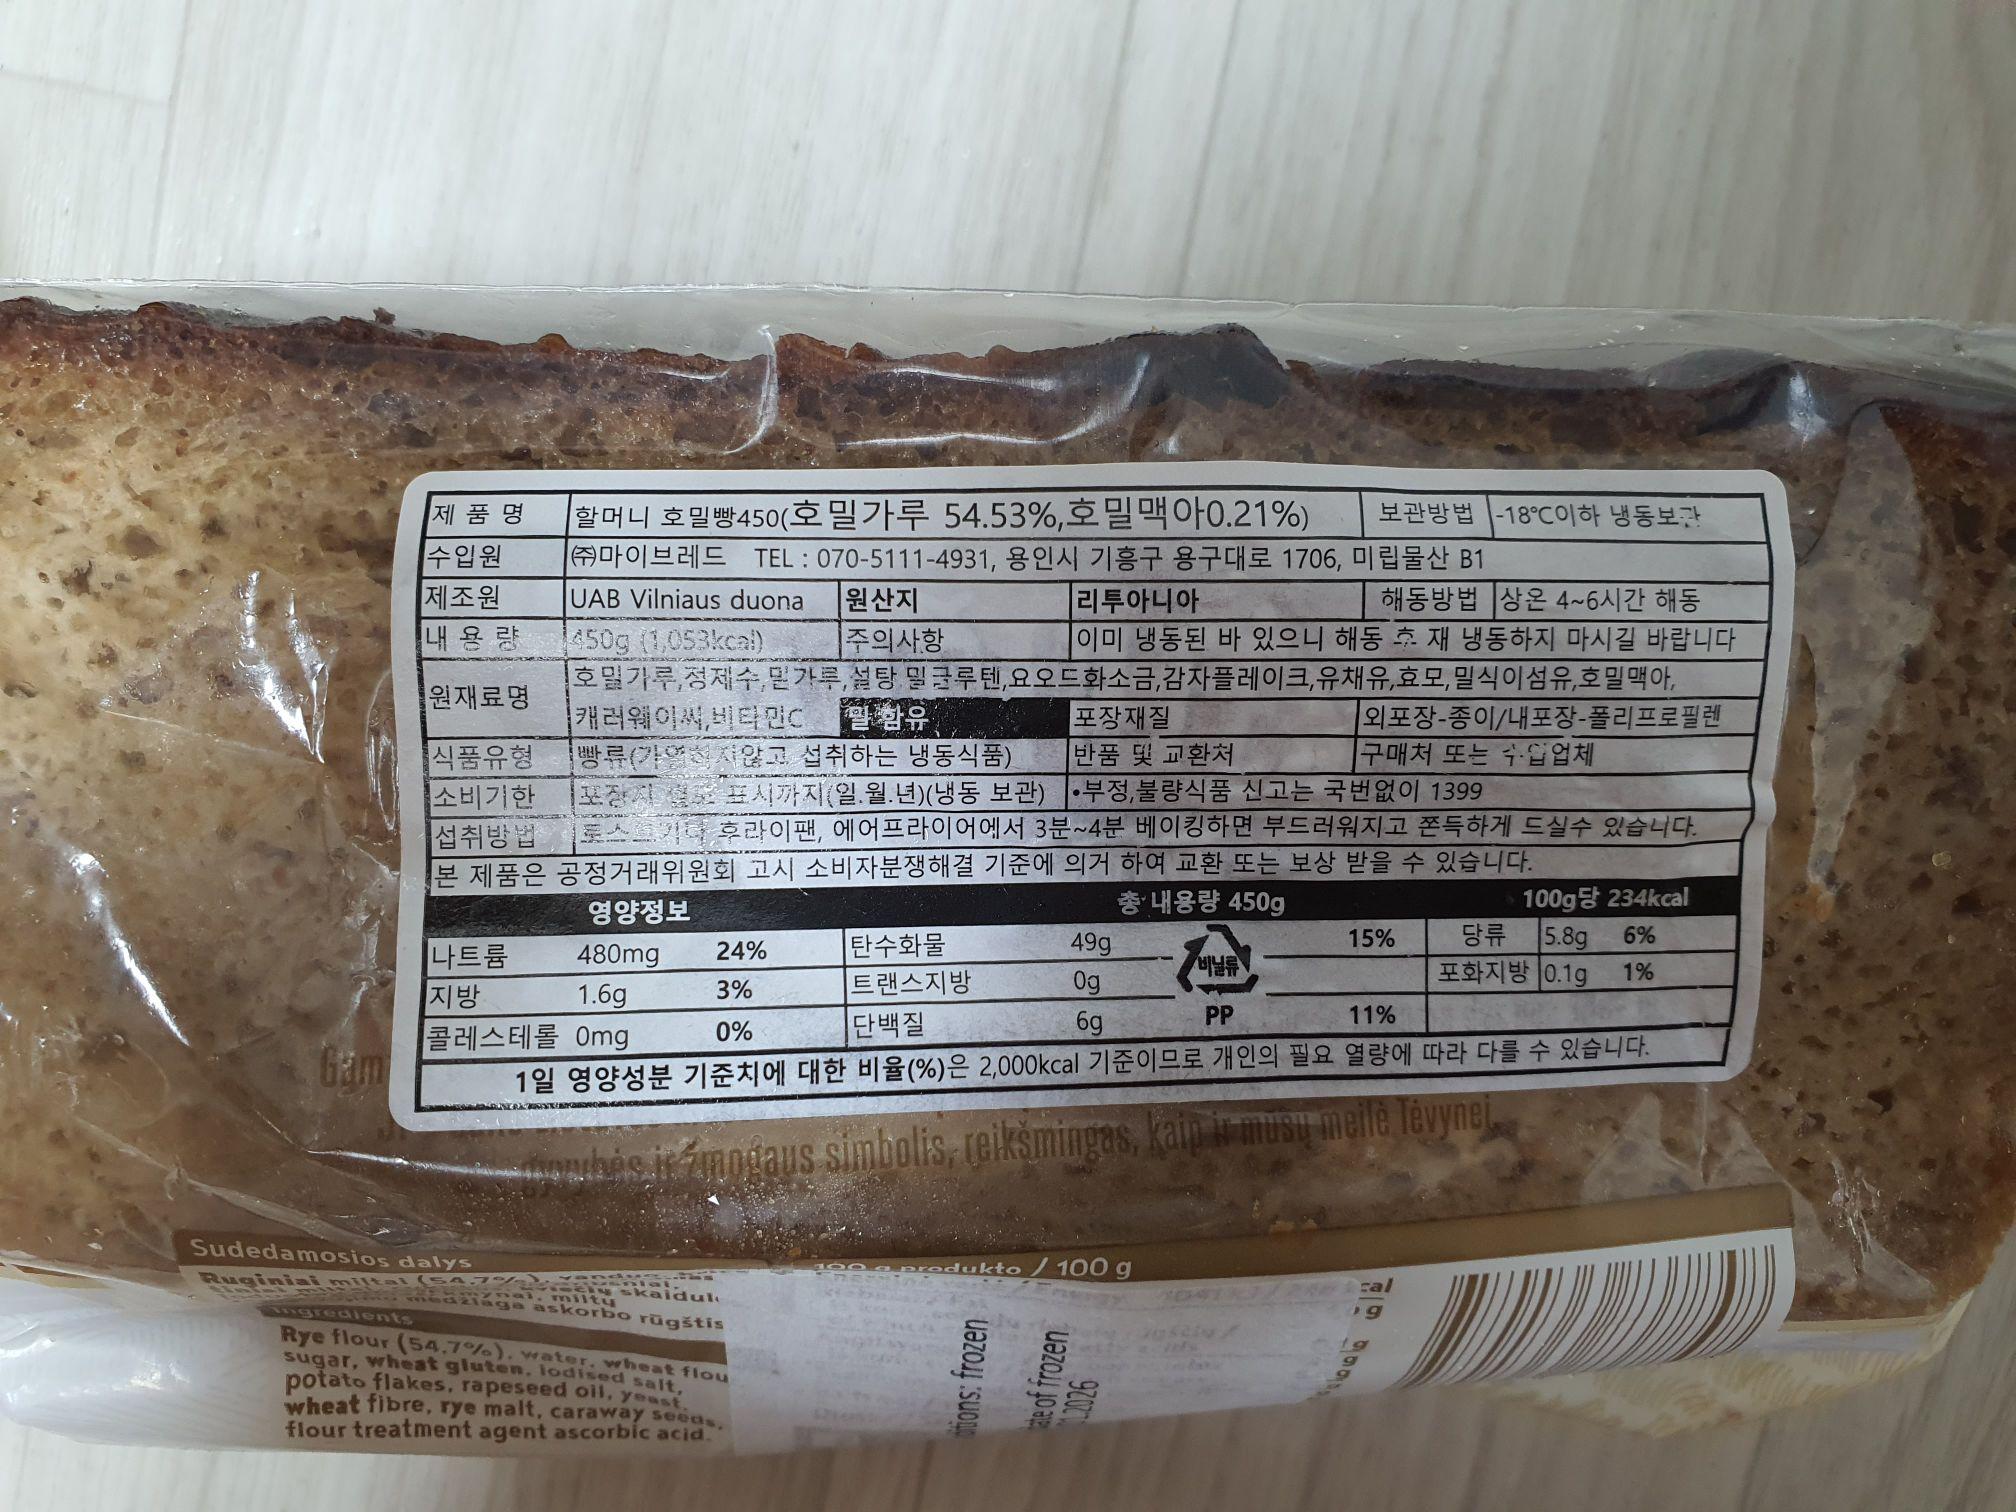 제 품 명 할머니 호밀빵450(호밀가루 54.53%,호밀맥아0.21%) 보관방법 -18℃이하 냉동보관
수입원 ㈜마이브레드 TEL : 070-5111-4931, 용인시 기흥구 용구대로 1706, 미립물산 B1
제조원 UAB Vilniaus duona 원산지 리투아니아 해동방법 상온 4~6시간 해동
내 용 량 450g (1,053kcal) 주의사항 이미 냉동된 바 있으니 해동 후 재 냉동하지 마시길 바랍니다
원재료명 호밀가루,정제수,밀가루,설탕 밀글루텐,요오드화소금,감자플레이크,유채유,효모,밀식이섬유,호밀맥아,
캐러웨이씨,비타민C 밀 함유 포장재질 외포장-종이/내포장-폴리프로필렌
식품유형 빵류(가열하지않고 섭취하는 냉동식품) 반품 및 교환처 구매처 또는 수입업체
소비기한 포장지 별도 표시까지(일.월.년)(냉동 보관) •부정,불량식품 신고는 국번없이 1399
섭취방법 후라이팬, 에어프라이어에서 3분~4분 베이킹하면 부드러워지고 쫀득하게 드실수 있습니다.
본 제품은 공정거래위원회 고시 소비자분쟁해결 기준에 의거 하여 교환 또는 보상 받을 수 있습니다.
영양정보 총 내용량 450g 100g당 234kcal
나트륨 480mg 24% 탄수화물 49g 15% 당류 5.8g 6%
비닐류
지방 1.6g 3% 트랜스지방 0g 포화지방 0.1g 1%
콜레스테롤 0mg 0% 단백질 6g PP 11%
1일 영양성분 기준치에 대한 비율(%)은 2,000kcal 기준이므로 개인의 필요 열량에 따라 다를 수 있습니다.
žmogaus simbolis, reikšmingas, kaip ir mūsų meilė Tėvynei
Sudedamosios dalys
Ruginiai miltai (54,7%),
medžiaga askorbo rūgštis
100 g produkto / 100 g
Ingredients
Rye flour (54,7%), water, wheat flou
sugar, wheat gluten, iodised salt,
potato flakes, rapeseed oil, yeast,
wheat fibre, rye malt, caraway seeds,
flour treatment agent ascorbic acid.
frozen
of frozen
2026